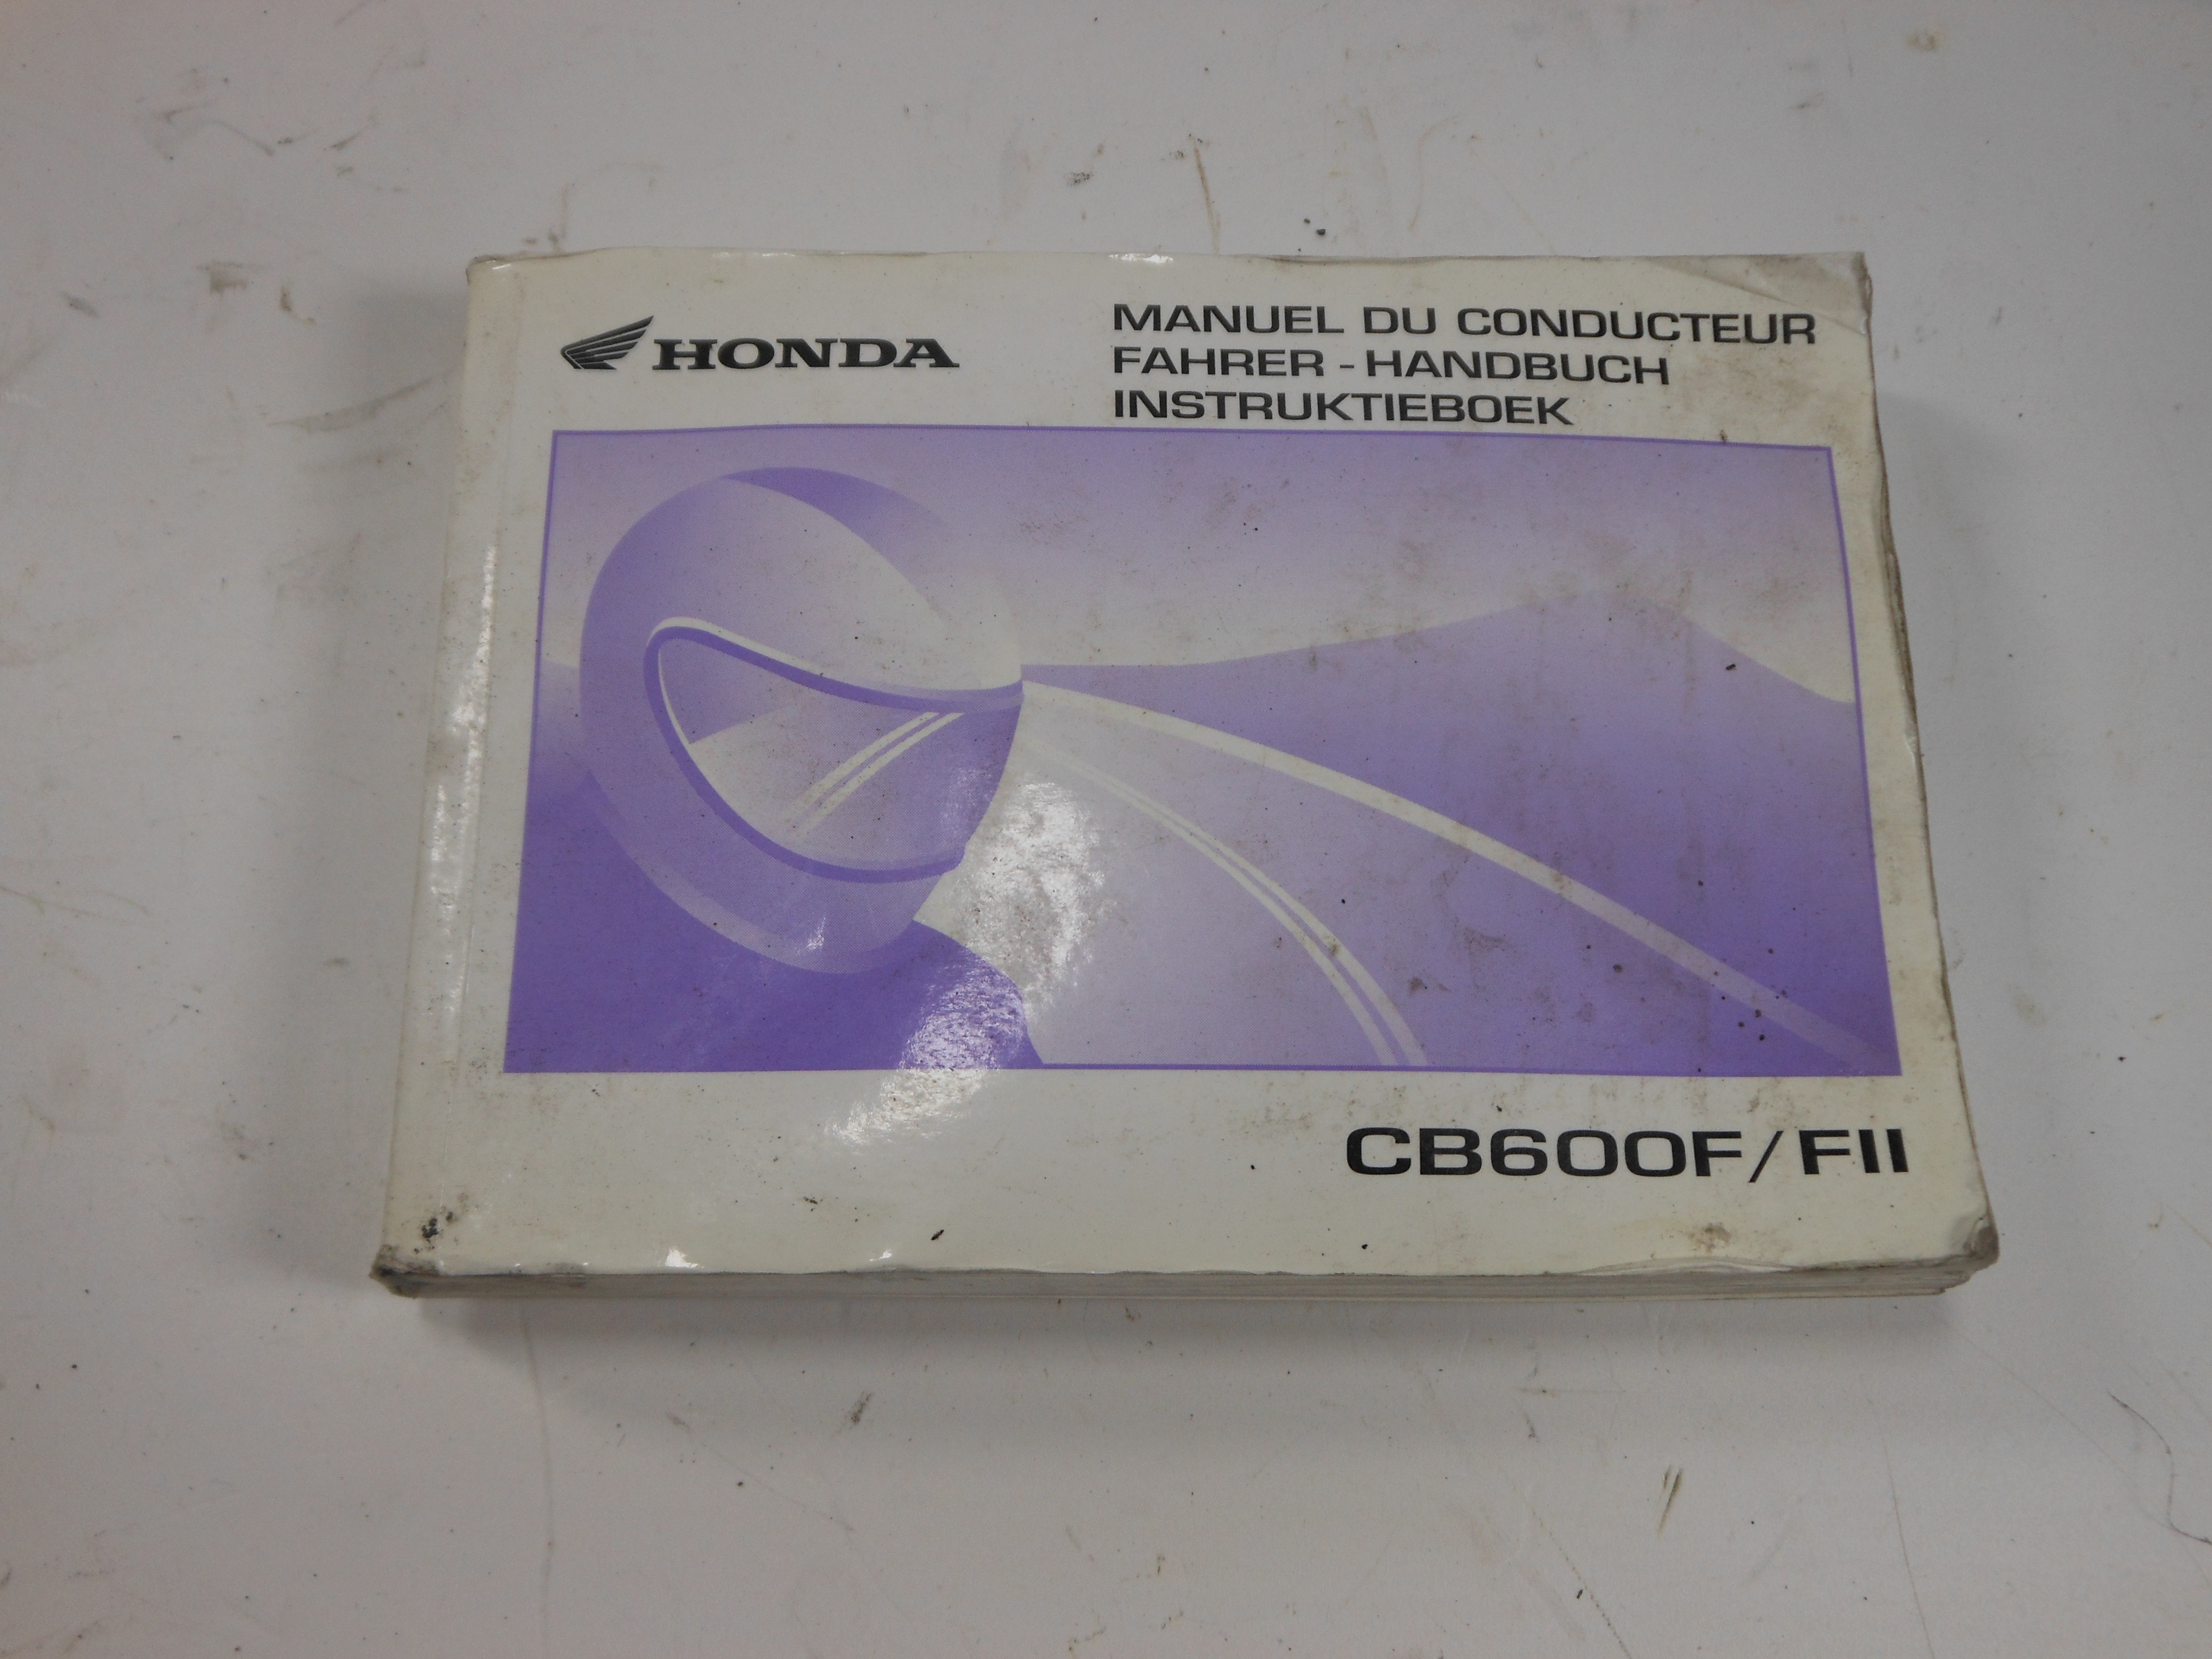 HONDA
MANUEL DU CONDUCTEUR
FAHRER - HANDBUCH
INSTRUKTIEBOEK
CB600F/FII